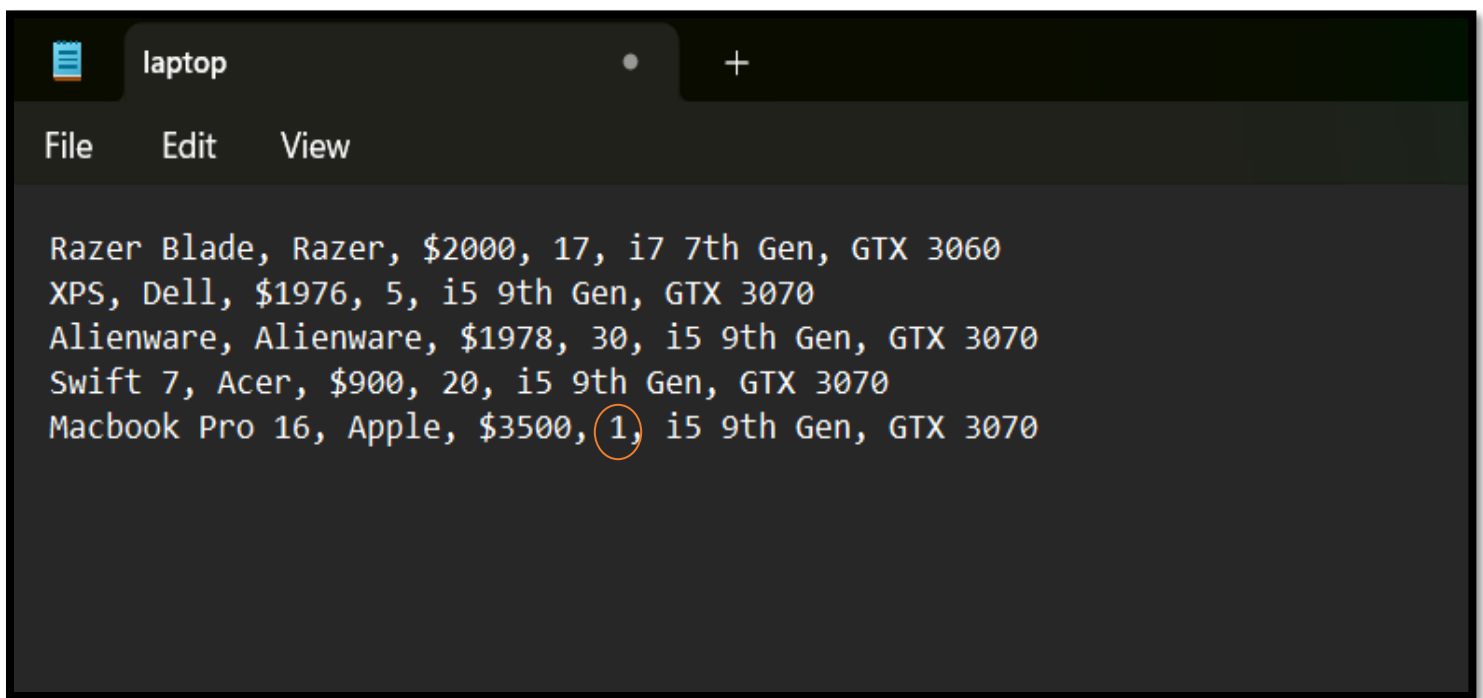 laptop
File Edit View
Razer Blade, Razer, $2000, 17, i7 7th Gen, GTX 3060
XPS, Dell, $1976, 5, i5 9th Gen, GTX 3070
Alienware, Alienware, $1978, 30, i5 9th Gen, GTX 3070
Swift 7, Acer, $900, 20, i5 9th Gen, GTX 3070
Macbook Pro 16, Apple, $3500, 1, i5 9th Gen, GTX 3070